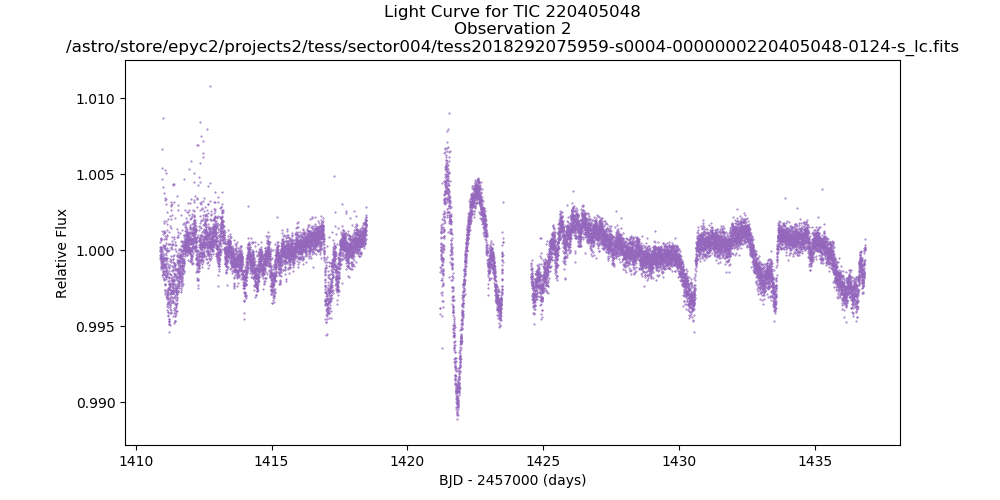 Light Curve for TIC 220405048
Observation 2
/astro/store/epyc2/projects2/tess/sector004/tess2018292075959-s0004-0000000220405048-0124-s_lc.fits
1.010
1.005
1.000
0.995
0.990
Relative Flux
1410 1415 1420 1425 1430 1435
BJD - 2457000 (days)